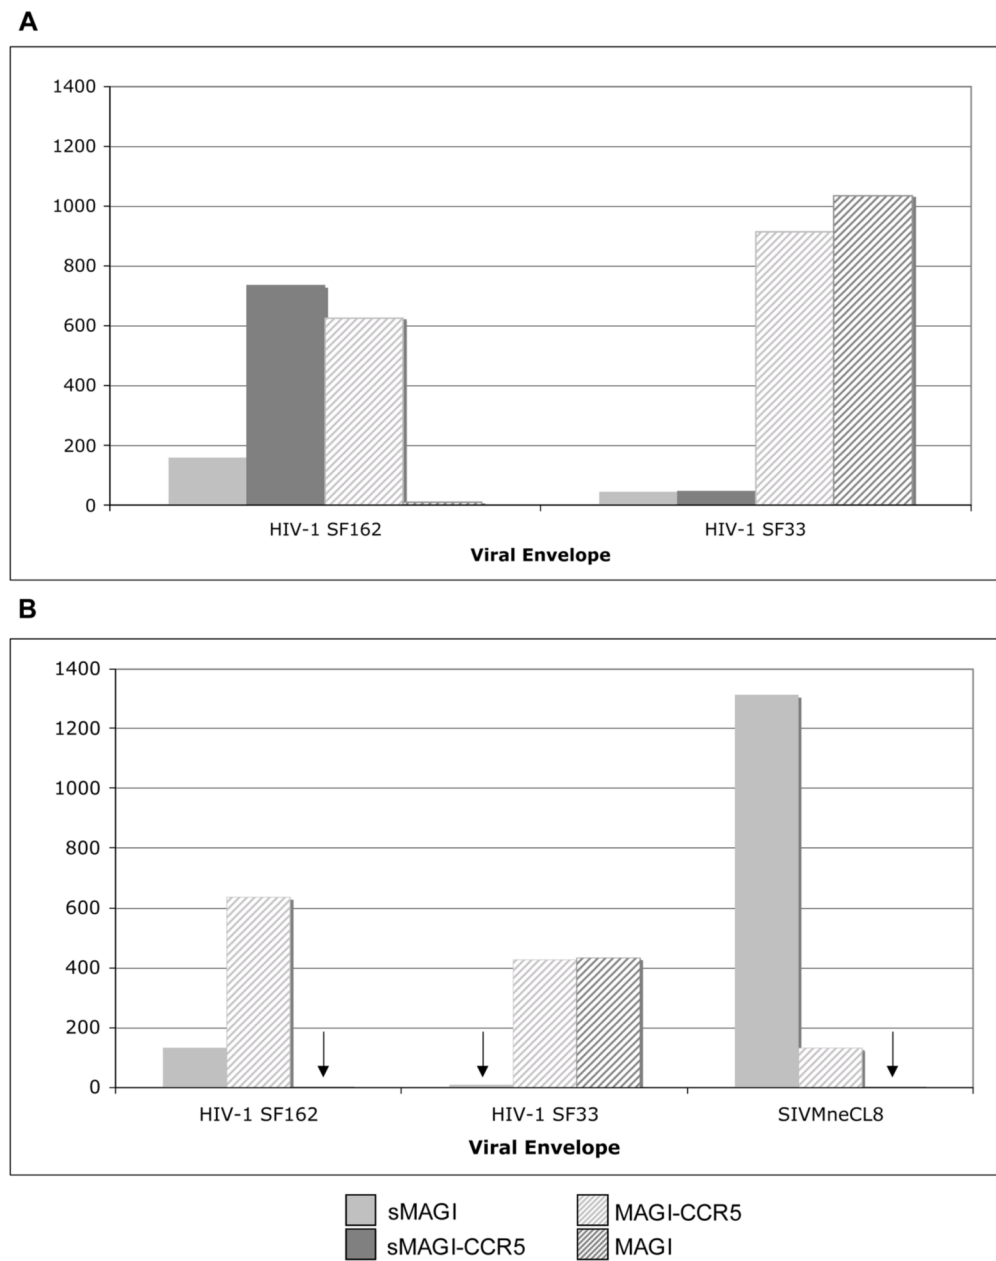 A
1400
1200
1000
800
600
400
200
0
HIV-1 SF162 HIV-1 SF33
Viral Envelope
B
1400
1200
1000
800
600
400
200
0
HIV-1 SF162 HIV-1 SF33 SIVMneCL8
Viral Envelope
sMAGI MAGI-CCR5
sMAGI-CCR5 MAGI